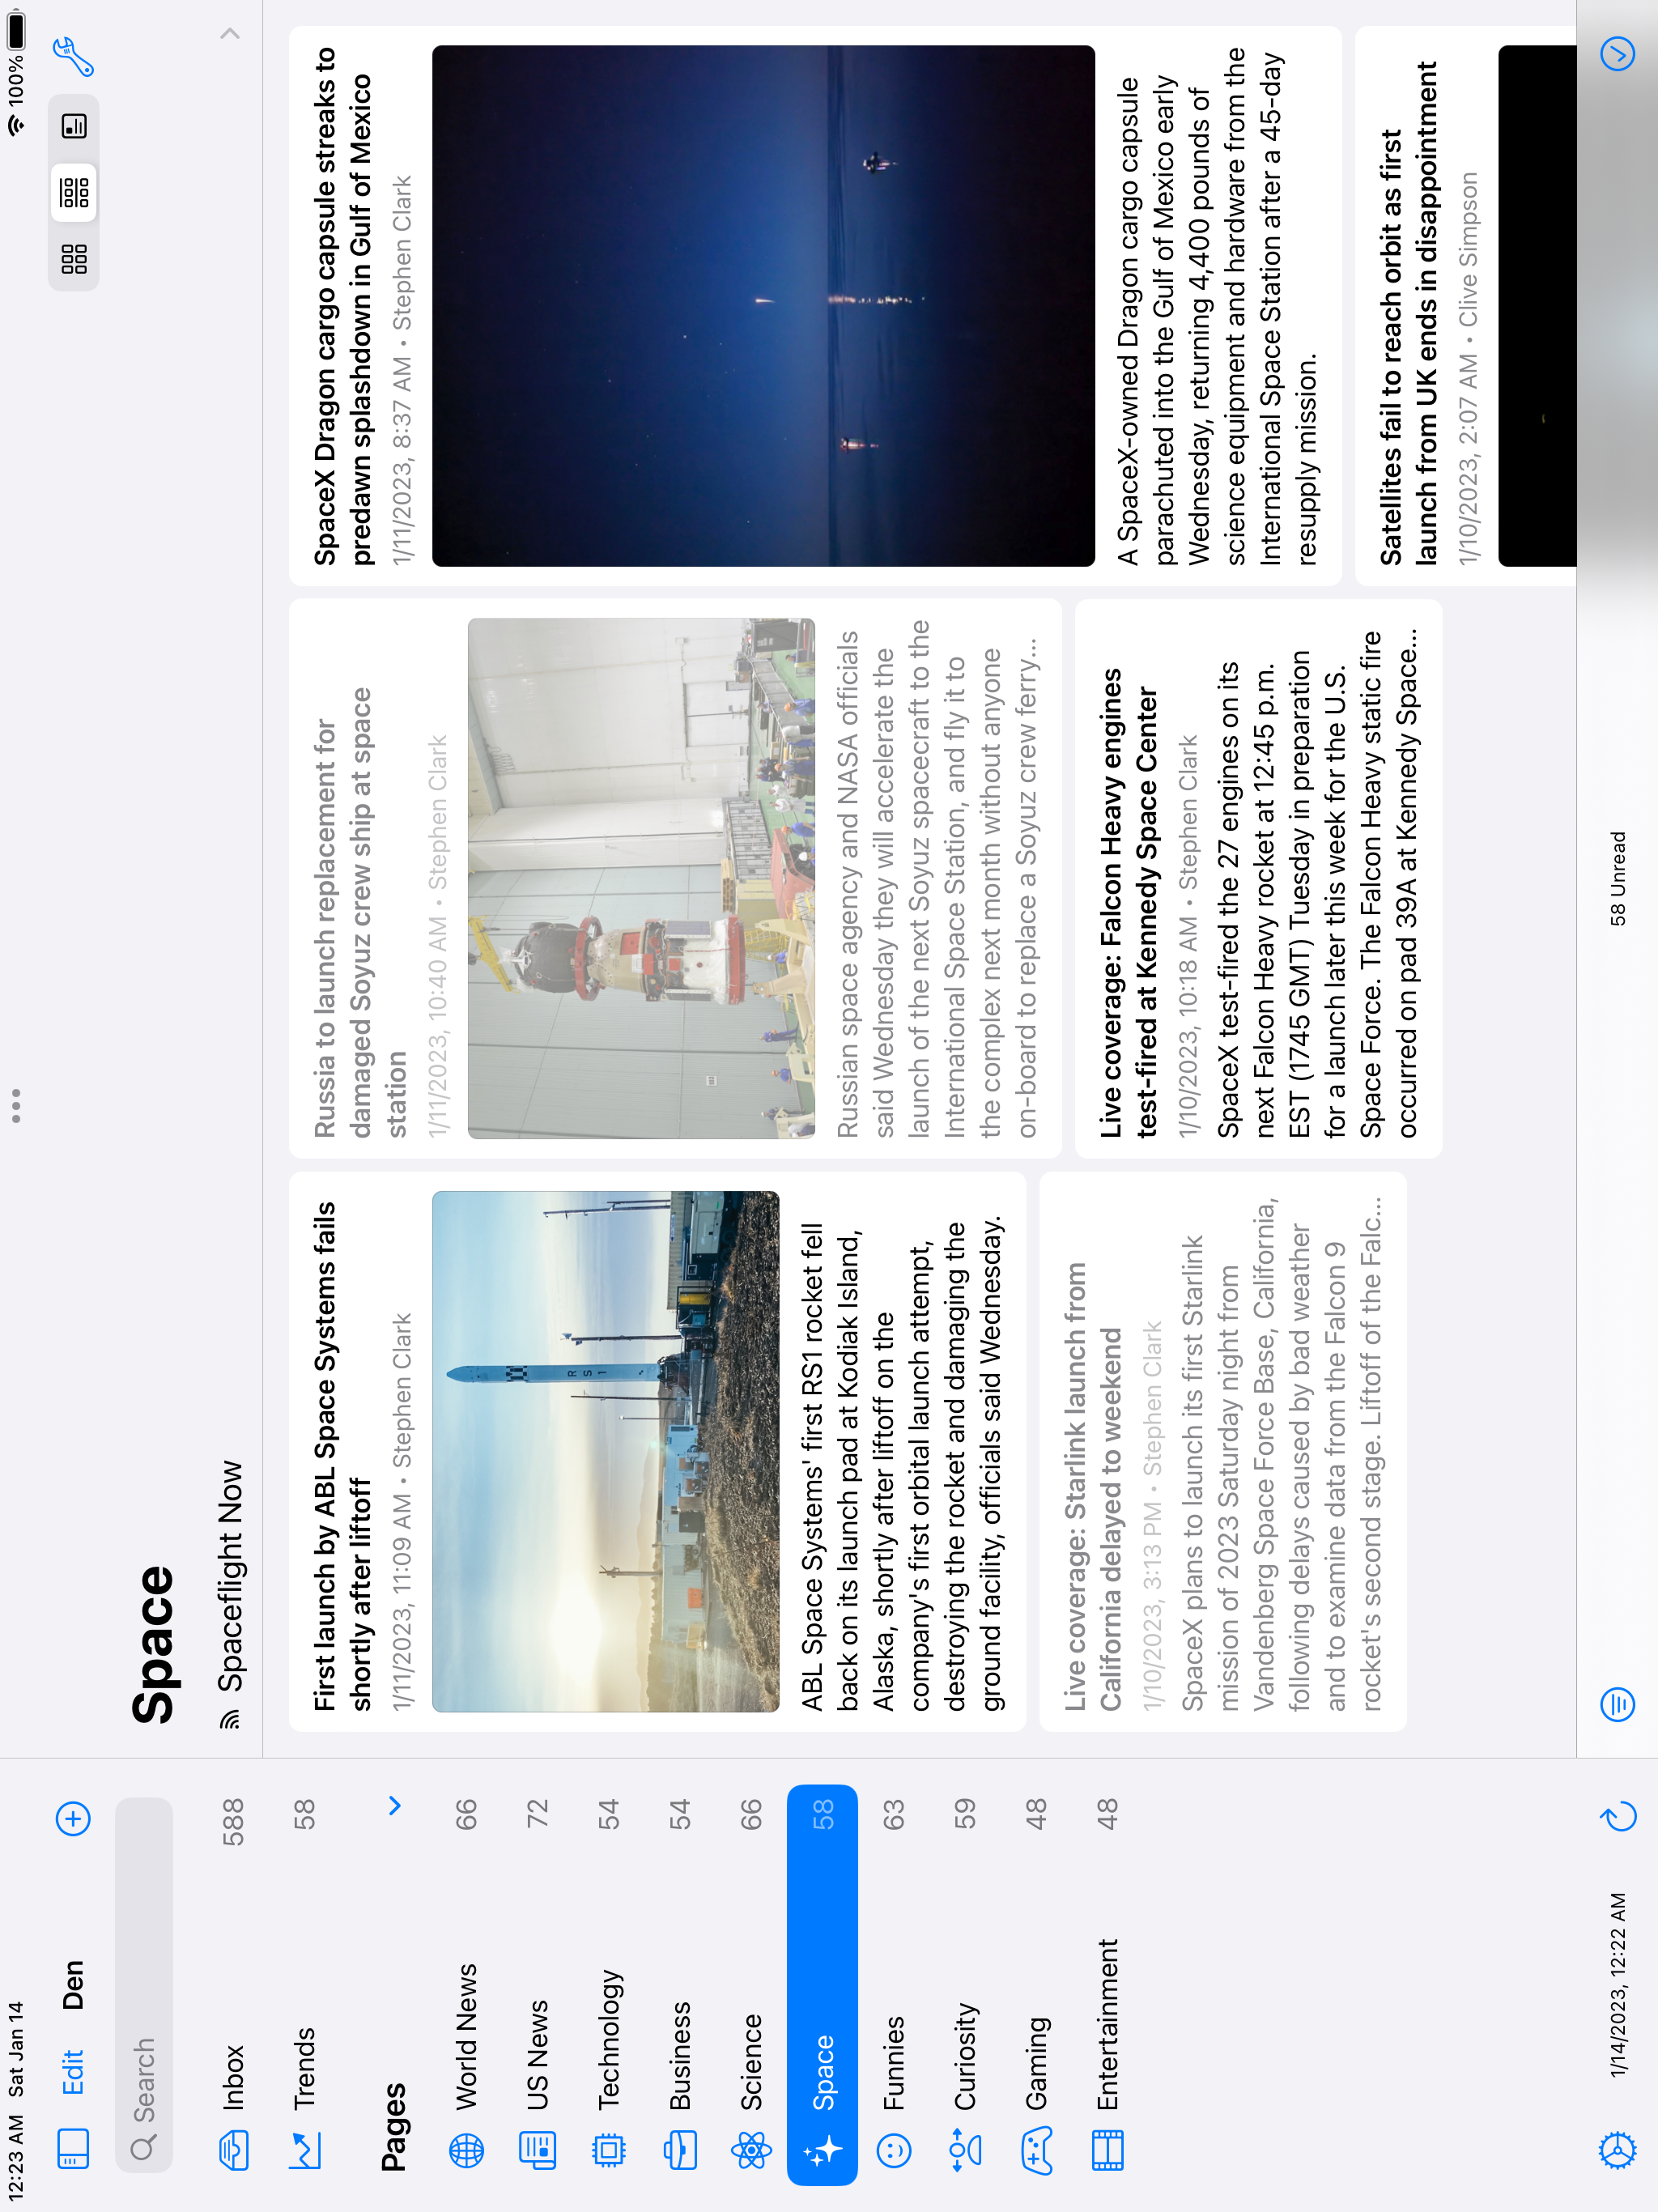 12:23 AM Sat Jan 14
100%
Edit
Den
Search
Inbox 588
Trends 58
Pages
World News 66
US News 72
Technology 54
Business 54
Science 66
Space 58
Funnies 63
Curiosity 59
Gaming 48
Entertainment 48
1/14/2023, 12:22 AM
Space
Spaceflight Now
First launch by ABL Space Systems fails
shortly after liftoff
1/11/2023, 11:09 AM • Stephen Clark
RS1
ABL Space Systems' first RS1 rocket fell
back on its launch pad at Kodiak Island,
Alaska, shortly after liftoff on the
company's first orbital launch attempt,
destroying the rocket and damaging the
ground facility, officials said Wednesday.
Live coverage: Starlink launch from
California delayed to weekend
1/10/2023, 3:13 PM • Stephen Clark
SpaceX plans to launch its first Starlink
mission of 2023 Saturday night from
Vandenberg Space Force Base, California,
following delays caused by bad weather
and to examine data from the Falcon 9
rocket's second stage. Liftoff of the Falc...
Russia to launch replacement for
damaged Soyuz crew ship at space
station
1/11/2023, 10:40 AM • Stephen Clark
Russian space agency and NASA officials
said Wednesday they will accelerate the
launch of the next Soyuz spacecraft to the
International Space Station, and fly it to
the complex next month without anyone
on-board to replace a Soyuz crew ferry...
Live coverage: Falcon Heavy engines
test-fired at Kennedy Space Center
1/10/2023, 10:18 AM • Stephen Clark
SpaceX test-fired the 27 engines on its
next Falcon Heavy rocket at 12:45 p.m.
EST (1745 GMT) Tuesday in preparation
for a launch later this week for the U.S.
Space Force. The Falcon Heavy static fire
occurred on pad 39A at Kennedy Space...
SpaceX Dragon cargo capsule streaks to
predawn splashdown in Gulf of Mexico
1/11/2023, 8:37 AM • Stephen Clark
A SpaceX-owned Dragon cargo capsule
parachuted into the Gulf of Mexico early
Wednesday, returning 4,400 pounds of
science equipment and hardware from the
International Space Station after a 45-day
resupply mission.
Satellites fail to reach orbit as first
launch from UK ends in disappointment
1/10/2023, 2:07 AM • Clive Simpson
58 Unread